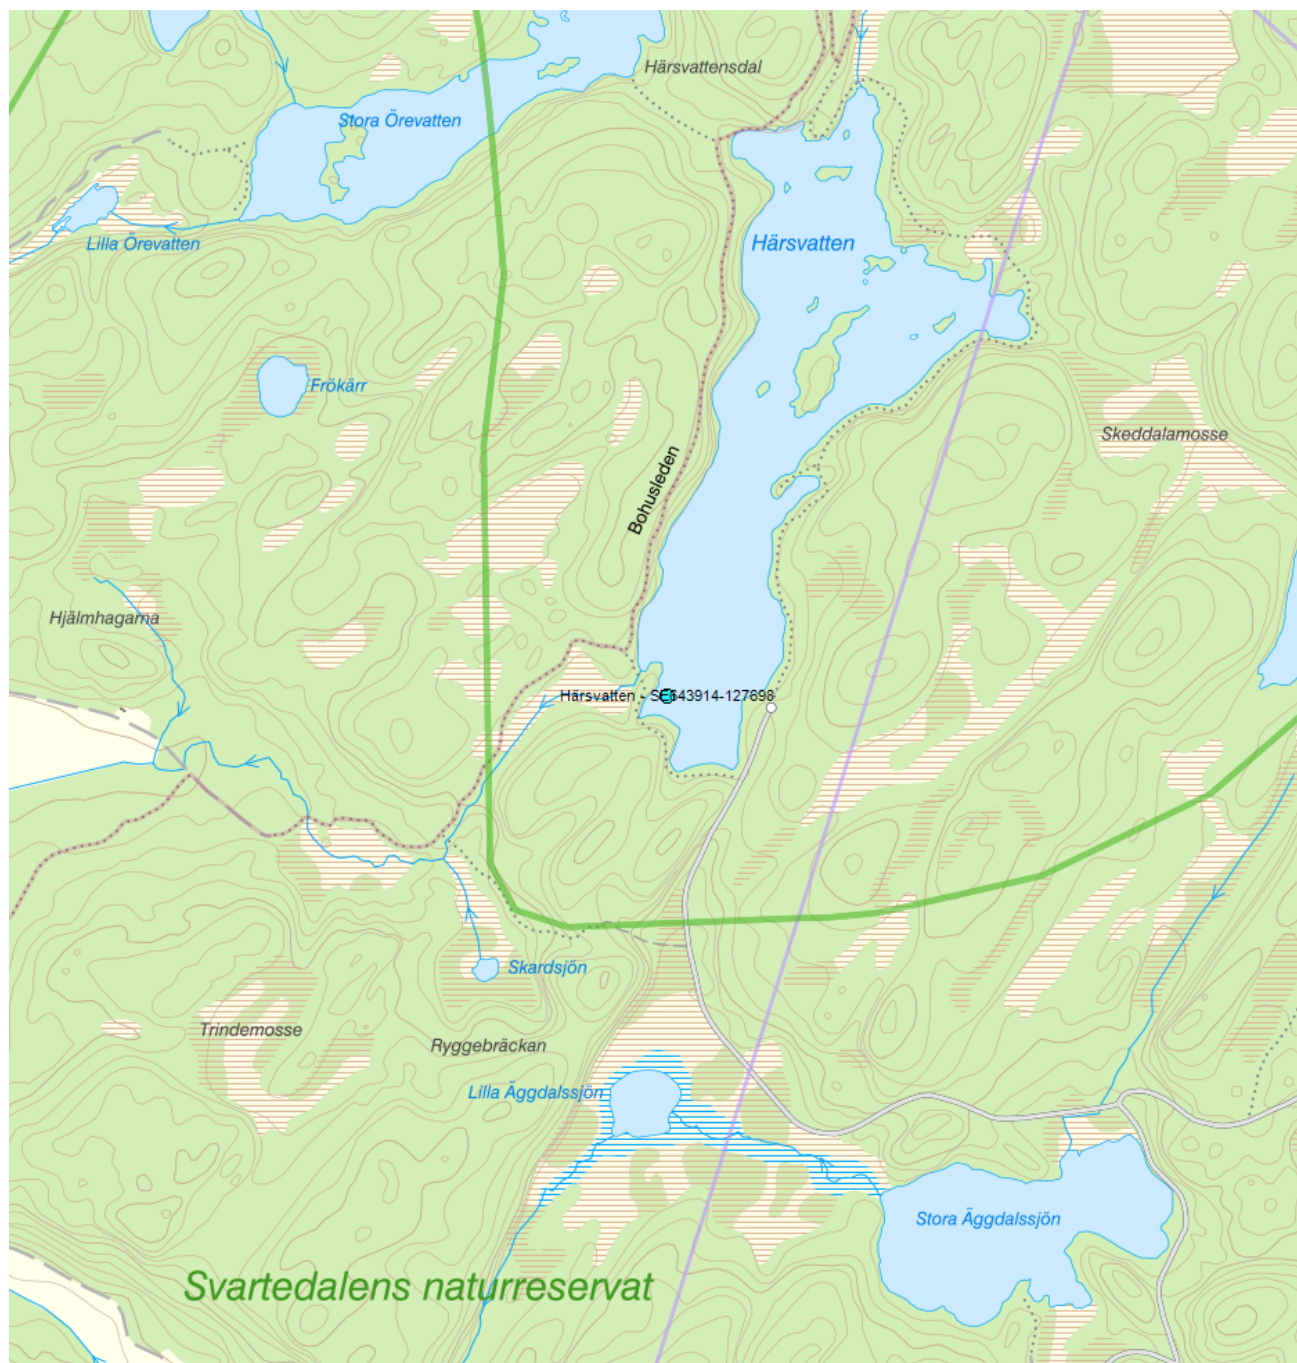 Härsvattensdal
Stora Örevatten
Lilla Örevatten
Härsvatten
Frökärr
Skeddalamosse
Bohusleden
Hjälmhagarna
Härsvatten - SE643914-127698
Skardsjön
Trindemosse
Ryggebräckan
Lilla Äggdalssjön
Stora Äggdalssjön
Svartedalens naturreservat